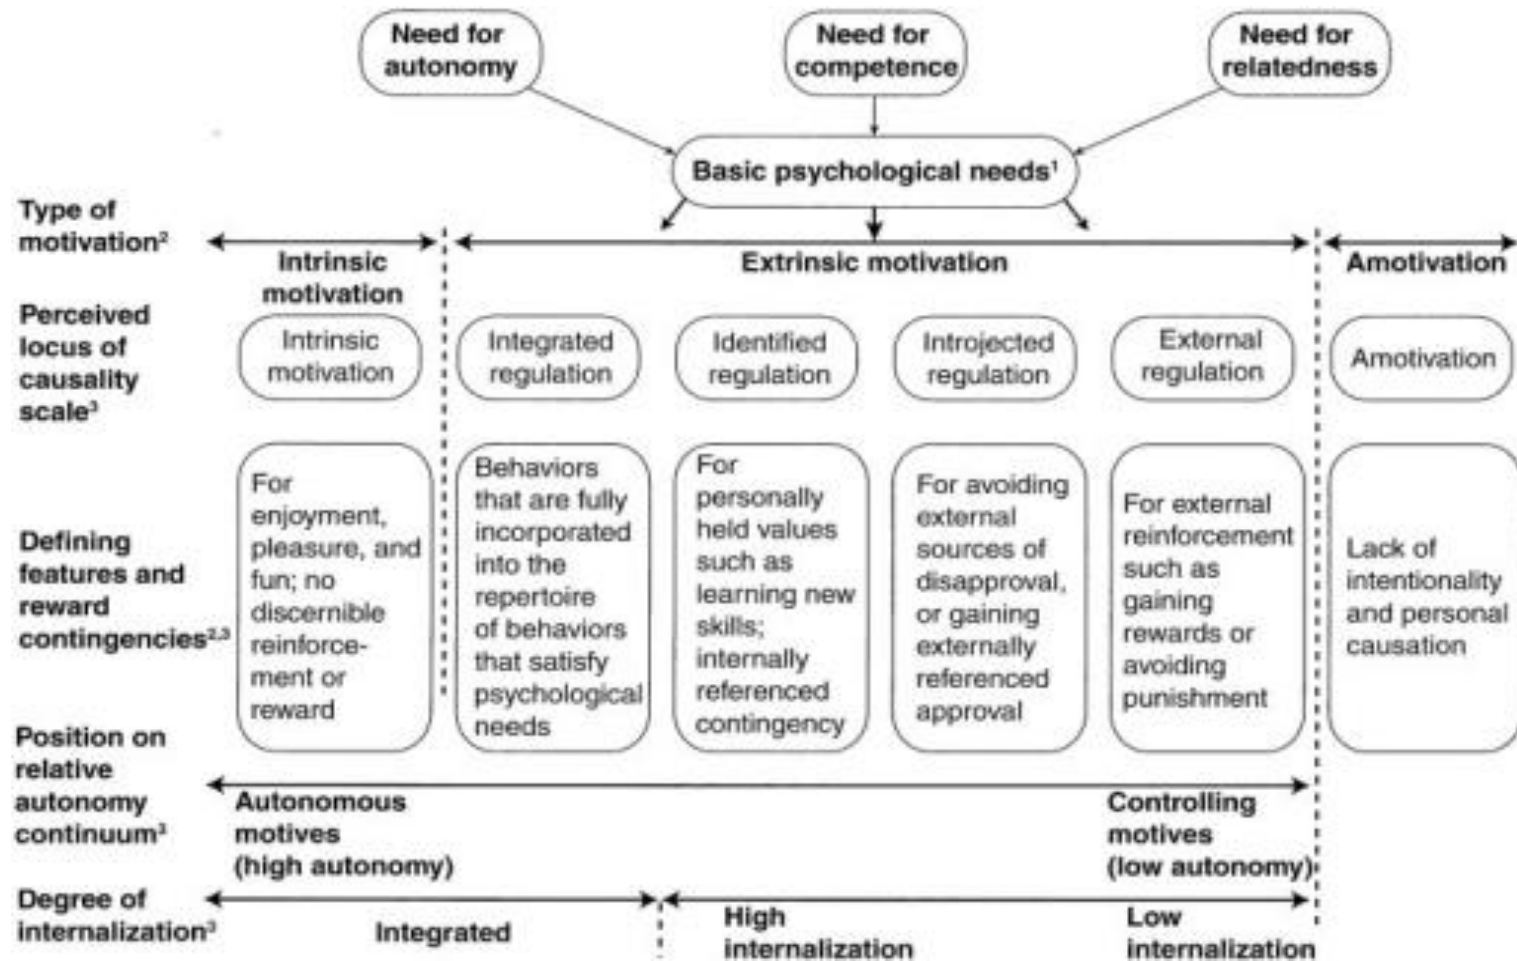 Need for
autonomy
Need for
competence
Need for
relatedness
Basic psychological needs¹
Type of
motivation²
Intrinsic
motivation
Extrinsic motivation
Amotivation
Perceived
locus of
causality
scale³
Intrinsic
motivation
Integrated
regulation
Identified
regulation
Introjected
regulation
External
regulation
Amotivation
Defining
features and
reward
contingencies²,³
For
enjoyment,
pleasure, and
fun; no
discernible
reinforce-
ment or
reward
Behaviors
that are fully
incorporated
into the
repertoire
of behaviors
that satisfy
psychological
needs
For
personally
held values
such as
learning new
skills;
internally
referenced
contingency
For avoiding
external
sources of
disapproval,
or gaining
externally
referenced
approval
For external
reinforcement
such as
gaining
rewards or
avoiding
punishment
Lack of
intentionality
and personal
causation
Position on
relative
autonomy
continuum³
Autonomous
motives
(high autonomy)
Controlling
motives
(low autonomy)
Degree of
internalization³
Integrated
High
internalization
Low
internalization